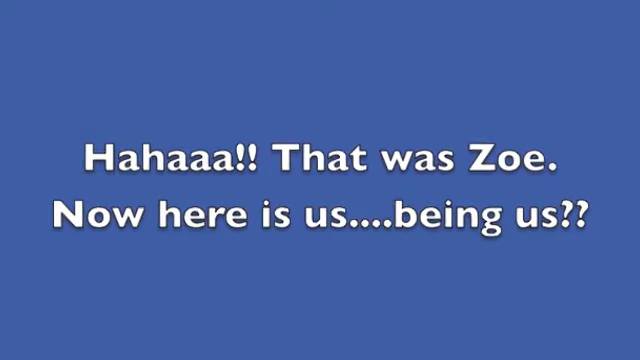 Hahaaa!! That was Zoe.
Now here is us....being us??